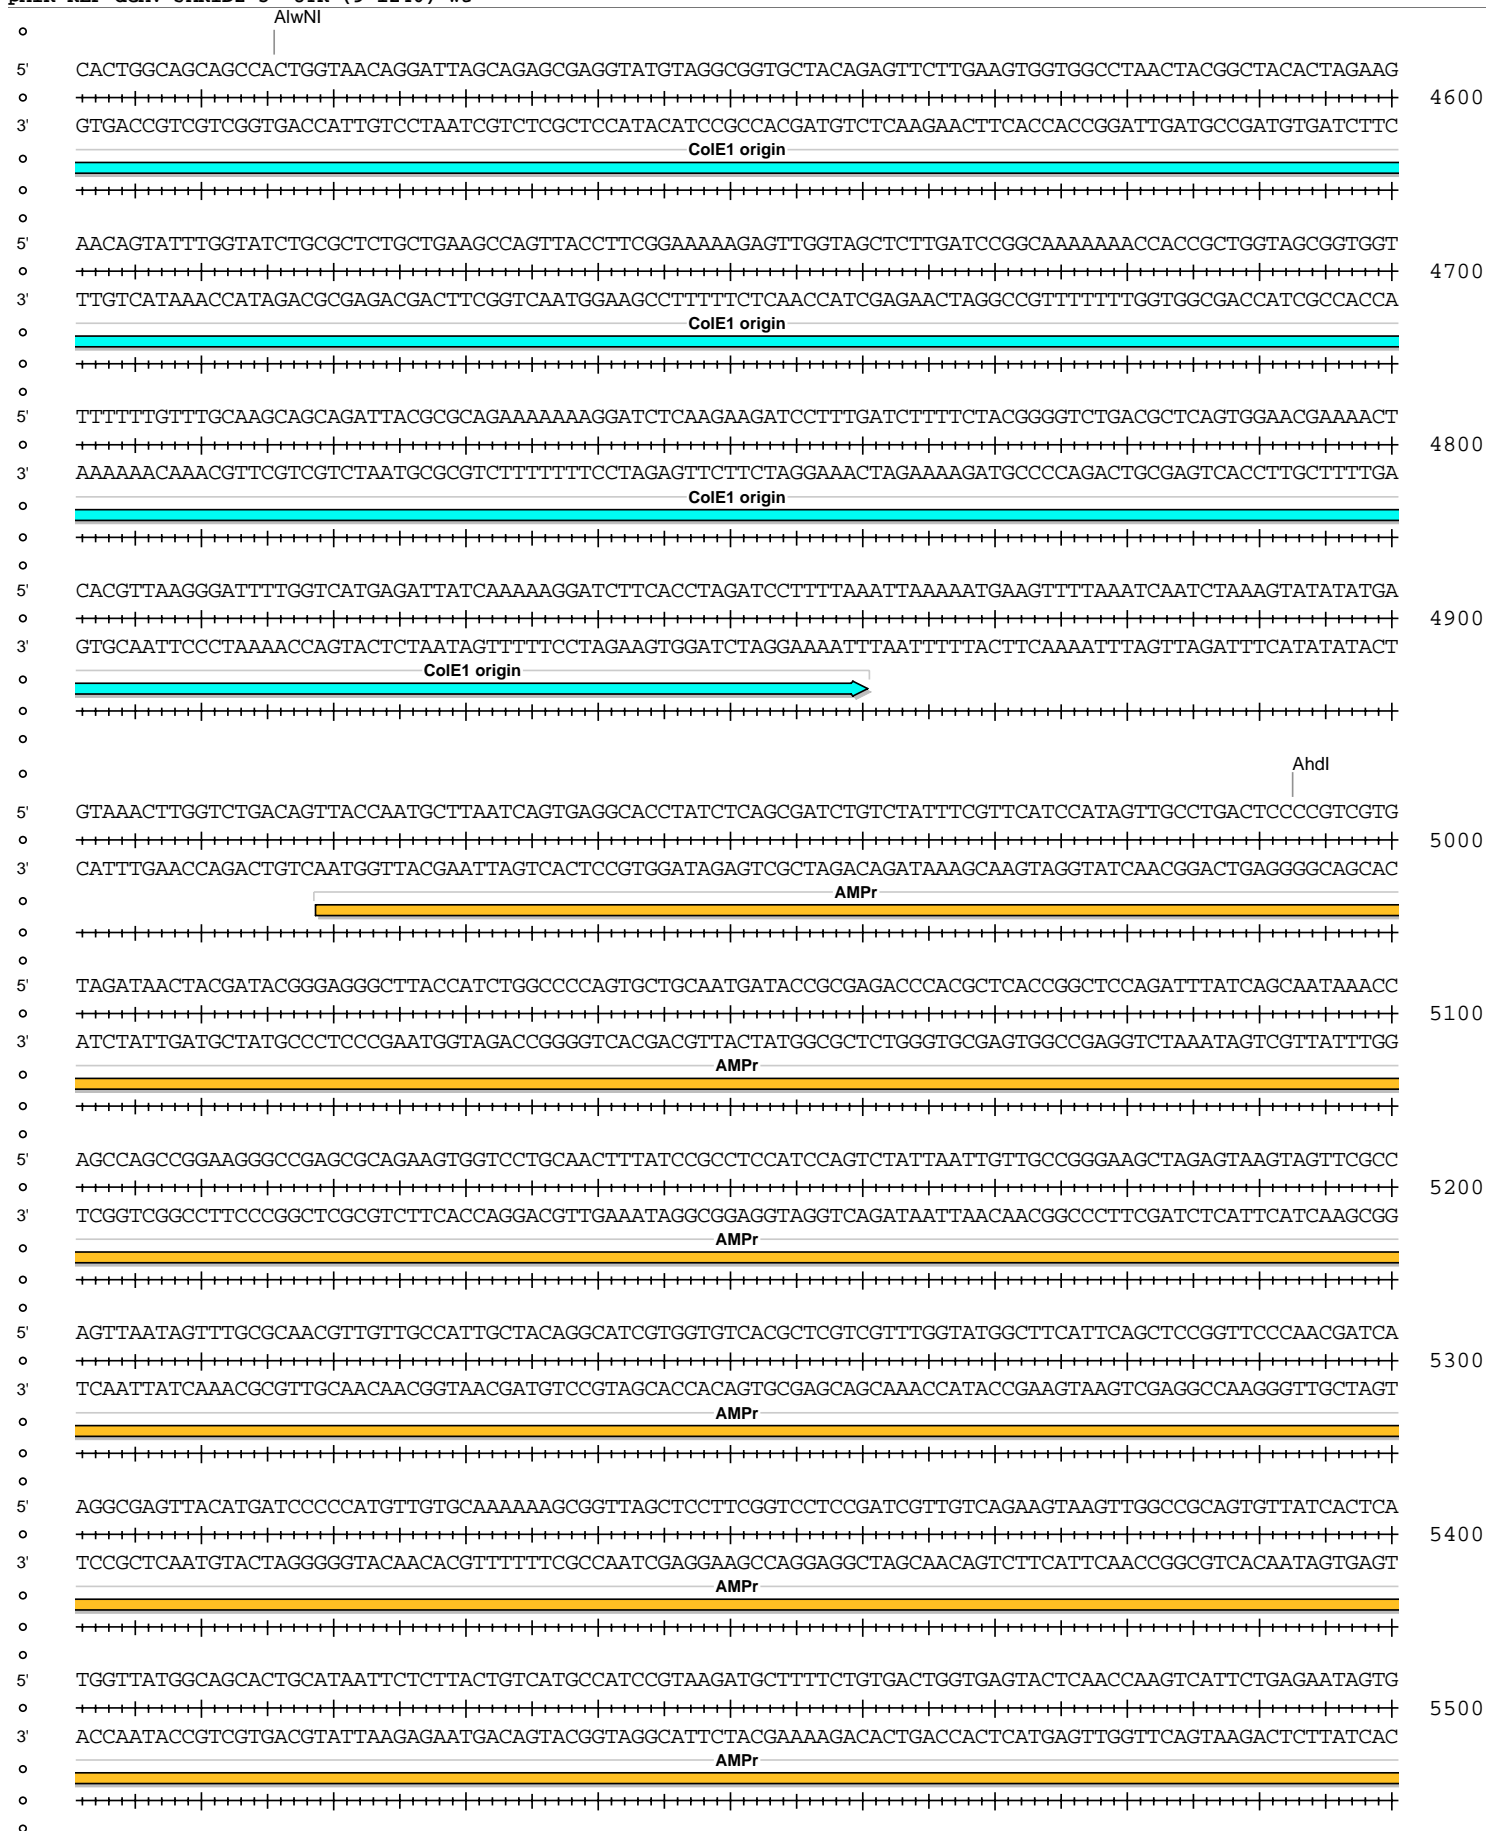 AlwNI
5' CACTGGCAGCAGCCACTGGTAACAGGATTAGCAGAGCGAGGTATGTAGGCGGTGCTACAGAGTTCTTGAAGTGGTGGCCTAACTACGGCTACACTAGAAG
4600
3' GTGACCGTCGTCGGTGACCATTGTCCTAATCGTCTCGCTCCATACATCCGCCACGATGTCTCAAGAACTTCACCACCGGATTGATGCCGATGTGATCTTC
ColE1 origin
5' AACAGTATTTGGTATCTGCGCTCTGCTGAAGCCAGTTACCTTCGGAAAAAGAGTTGGTAGCTCTTGATCCGGCAAAAAAACCACCGCTGGTAGCGGTGGT
4700
3' TTGTCATAAACCATAGACGCGAGACGACTTCGGTCAATGGAAGCCTTTTTCTCAACCATCGAGAACTAGGCCGTTTTTTTGGTGGCGACCATCGCCACCA
ColE1 origin
5' TTTTTTGTTTGCAAGCAGCAGATTACGCGCAGAAAAAAAGGATCTCAAGAAGATCCTTTGATCTTTTCTACGGGGTCTGACGCTCAGTGGAACGAAAACT
4800
3' AAAAAACAAACGTTCGTCGTCTAATGCGCGTCTTTTTTTCCTAGAGTTCTTCTAGGAAACTAGAAAAGATGCCCCAGACTGCGAGTCACCTTGCTTTTGA
ColE1 origin
5' CACGTTAAGGGATTTTGGTCATGAGATTATCAAAAAGGATCTTCACCTAGATCCTTTTAAATTAAAAATGAAGTTTTAAATCAATCTAAAGTATATATGA
4900
3' GTGCAATTCCCTAAAACCAGTACTCTAATAGTTTTTCCTAGAAGTGGATCTAGGAAAATTTAATTTTTACTTCAAAATTTAGTTAGATTTCATATATACT
ColE1 origin
AhdI
5' GTAAACTTGGTCTGACAGTTACCAATGCTTAATCAGTGAGGCACCTATCTCAGCGATCTGTCTATTTCGTTCATCCATAGTTGCCTGACTCCCCGTCGTG
5000
3' CATTTGAACCAGACTGTCAATGGTTACGAATTAGTCACTCCGTGGATAGAGTCGCTAGACAGATAAAGCAAGTAGGTATCAACGGACTGAGGGGCAGCAC
AMPr
5' TAGATAACTACGATACGGGAGGGCTTACCATCTGGCCCCAGTGCTGCAATGATACCGCGAGACCCACGCTCACCGGCTCCAGATTTATCAGCAATAAACC
5100
3' ATCTATTGATGCTATGCCCTCCCGAATGGTAGACCGGGGTCACGACGTTACTATGGCGCTCTGGGTGCGAGTGGCCGAGGTCTAAATAGTCGTTATTTGG
AMPr
5' AGCCAGCCGGAAGGGCCGAGCGCAGAAGTGGTCCTGCAACTTTATCCGCCTCCATCCAGTCTATTAATTGTTGCCGGGAAGCTAGAGTAAGTAGTTCGCC
5200
3' TCGGTCGGCCTTCCCGGCTCGCGTCTTCACCAGGACGTTGAAATAGGCGGAGGTAGGTCAGATAATTAACAACGGCCCTTCGATCTCATTCATCAAGCGG
AMPr
5' AGTTAATAGTTTGCGCAACGTTGTTGCCATTGCTACAGGCATCGTGGTGTCACGCTCGTCGTTTGGTATGGCTTCATTCAGCTCCGGTTCCCAACGATCA
5300
3' TCAATTATCAAACGCGTTGCAACAACGGTAACGATGTCCGTAGCACCACAGTGCGAGCAGCAAACCATACCGAAGTAAGTCGAGGCCAAGGGTTGCTAGT
AMPr
5' AGGCGAGTTACATGATCCCCCATGTTGTGCAAAAAAGCGGTTAGCTCCTTCGGTCCTCCGATCGTTGTCAGAAGTAAGTTGGCCGCAGTGTTATCACTCA
5400
3' TCCGCTCAATGTACTAGGGGGTACAACACGTTTTTTCGCCAATCGAGGAAGCCAGGAGGCTAGCAACAGTCTTCATTCAACCGGCGTCACAATAGTGAGT
AMPr
5' TGGTTATGGCAGCACTGCATAATTCTCTTACTGTCATGCCATCCGTAAGATGCTTTTCTGTGACTGGTGAGTACTCAACCAAGTCATTCTGAGAATAGTG
5500
3' ACCAATACCGTCGTGACGTATTAAGAGAATGACAGTACGGTAGGCATTCTACGAAAAGACACTGACCACTCATGAGTTGGTTCAGTAAGACTCTTATCAC
AMPr